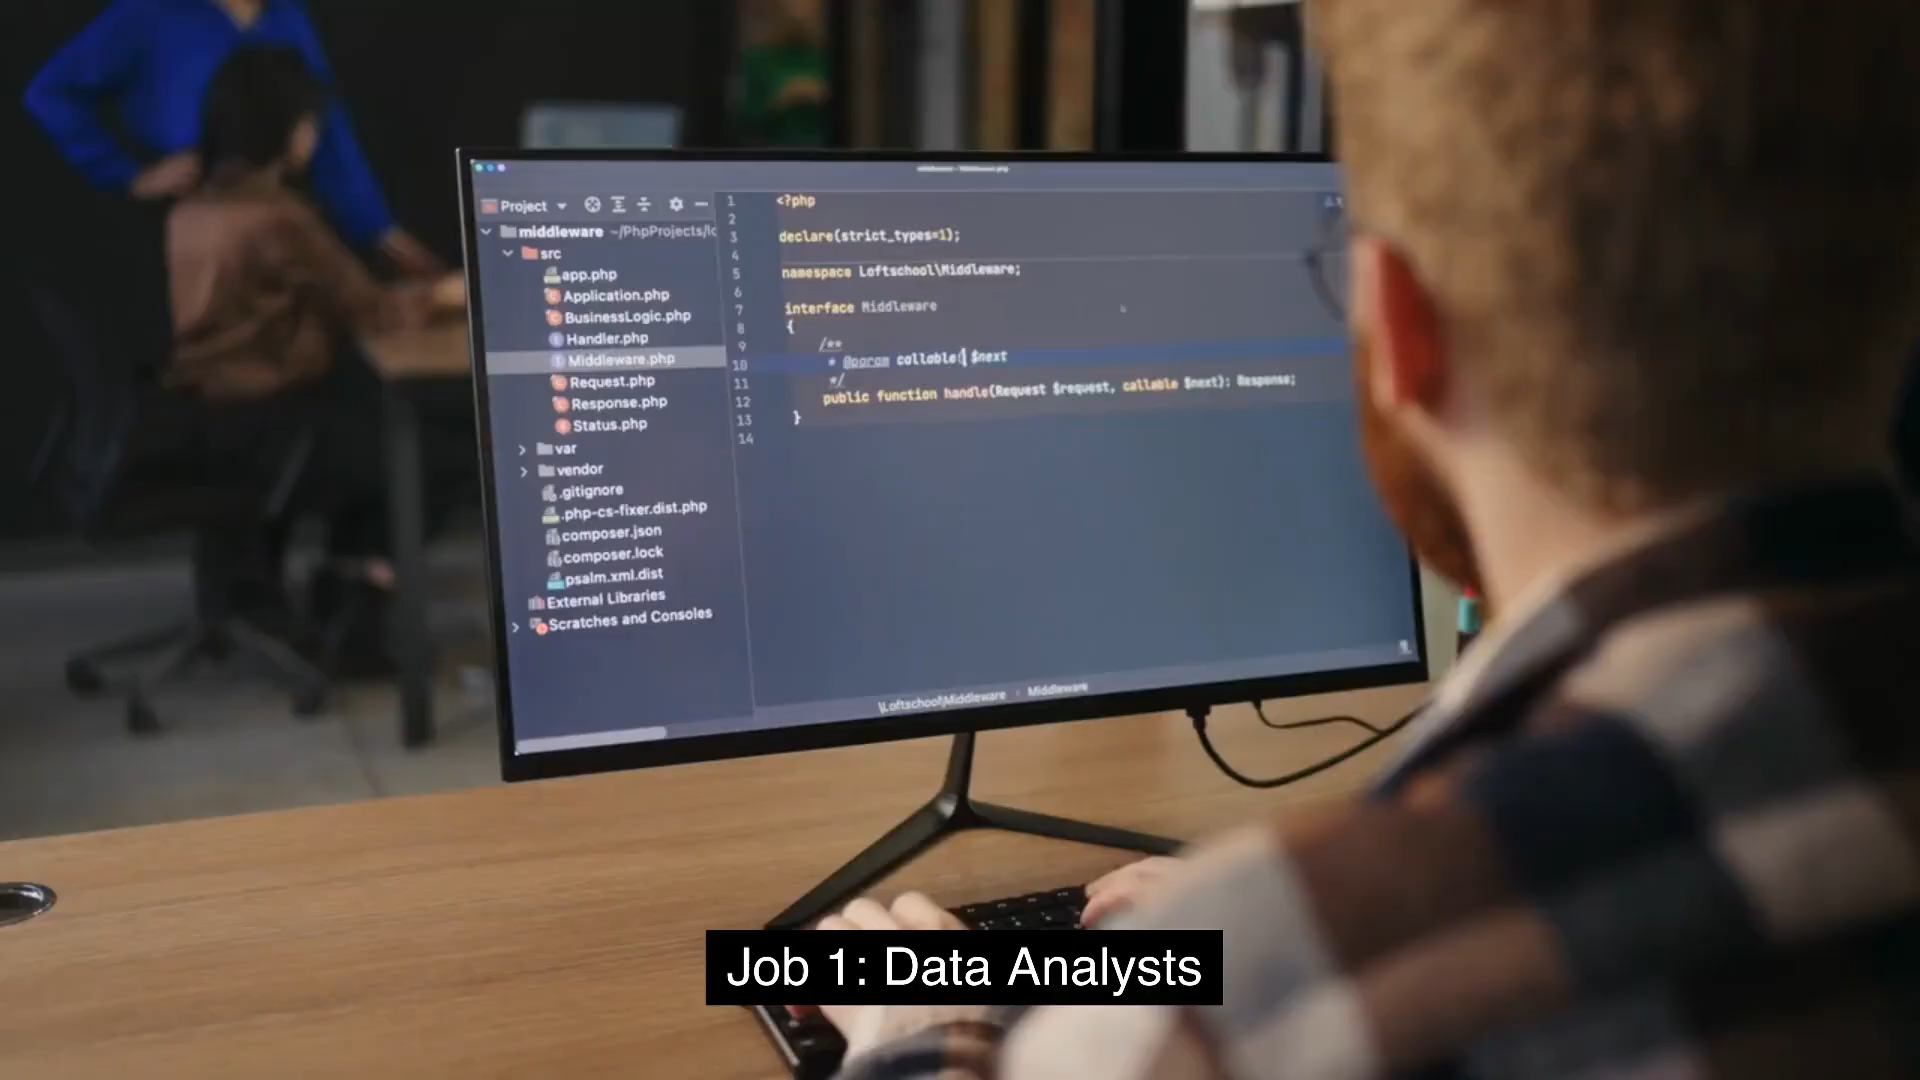 Project
middleware ~/PhpProjects/lo
src
app.php
Application.php
BusinessLogic.php
Handler.php
Middleware.php
Request.php
Response.php
Status.php
var
vendor
.gitignore
.php-cs-fixer.dist.php
composer.json
composer.lock
psalm.xml.dist
External Libraries
Scratches and Consoles
1 <?php
2
3 declare(strict_types=1);
4
5 namespace Loftschool\Middleware;
6
7 interface Middleware
8 {
9 /**
10 * @param callable( $next
11 */
12 public function handle(Request $request, callable $next): Response;
13 }
14
\Loftschool\Middleware › Middleware
Job 1: Data Analysts